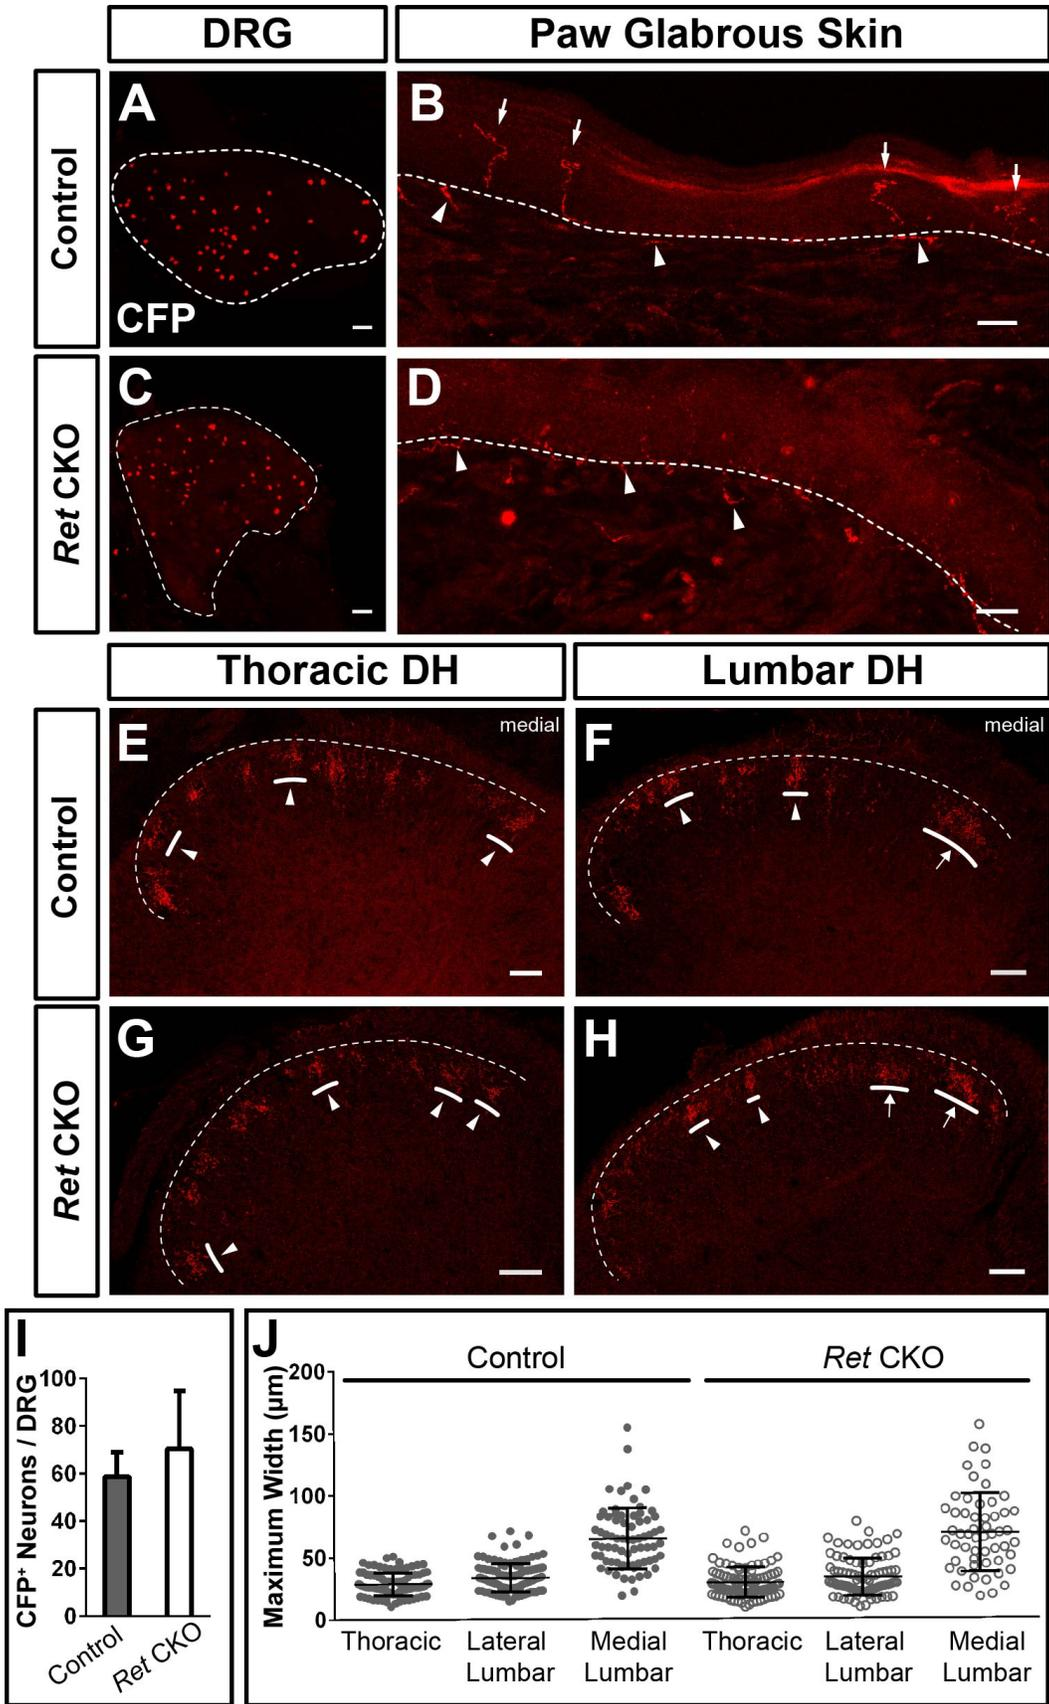 DRG
Paw Glabrous Skin
Control
A
CFP
B
Ret CKO
C
D
Thoracic DH
Lumbar DH
Control
E
medial
F
medial
Ret CKO
G
H
I
CFP+ Neurons / DRG
100
80
60
40
20
0
Control
Ret CKO
J
Control
Ret CKO
Maximum Width (μm)
200
150
100
50
0
Thoracic
Lateral
Lumbar
Medial
Lumbar
Thoracic
Lateral
Lumbar
Medial
Lumbar